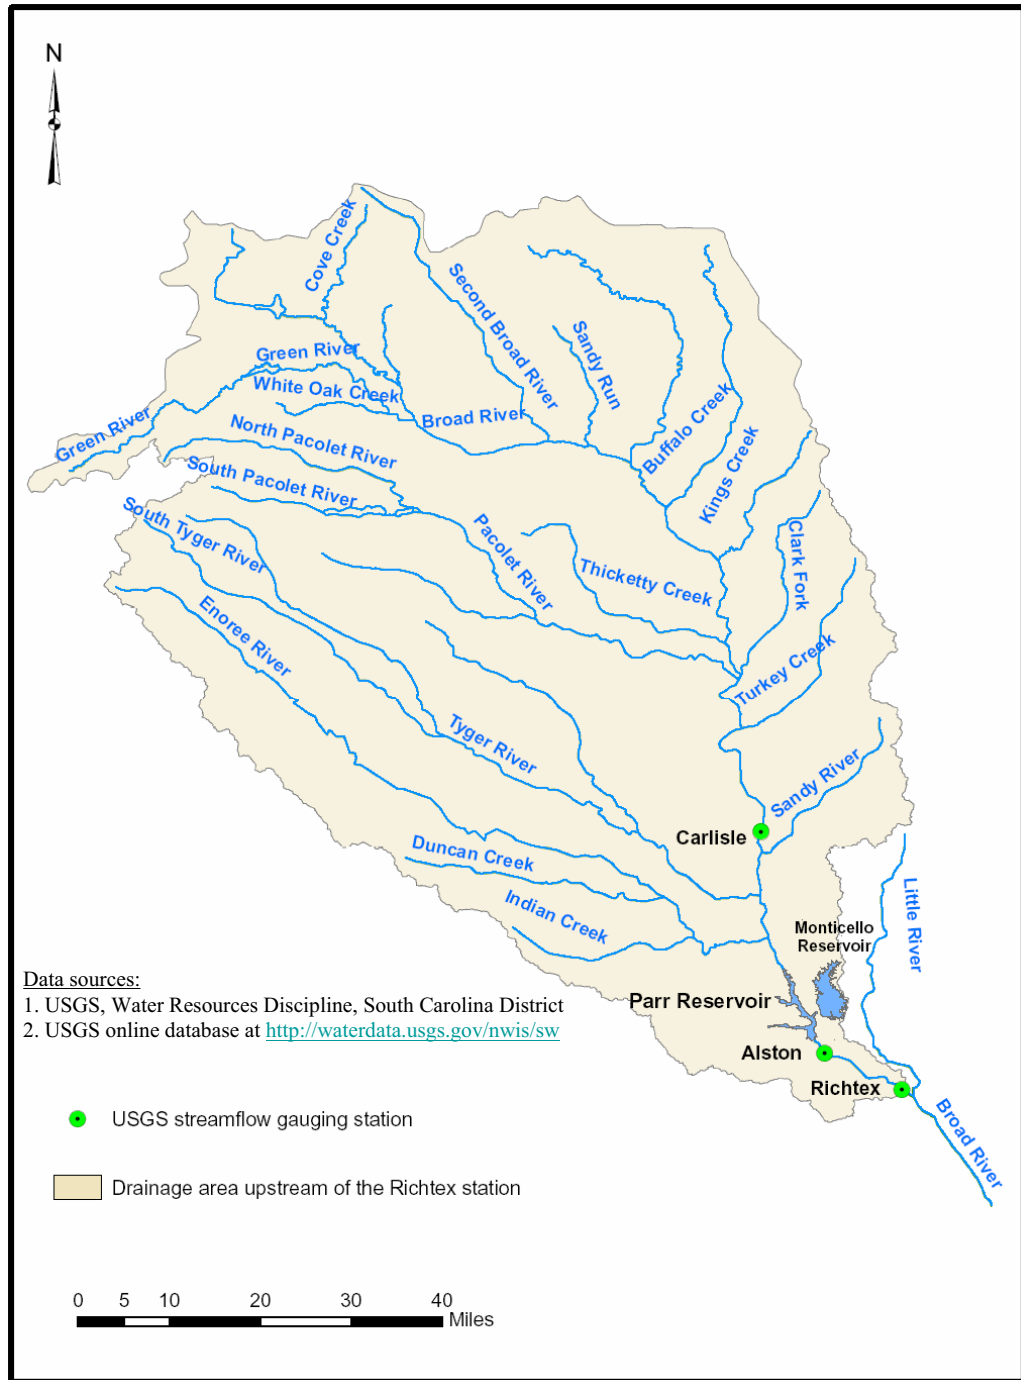 N
Cove Creek
Second Broad River
Sandy Run
Green River
White Oak Creek
Broad River
Buffalo Creek
Green River
North Pacolet River
South Pacolet River
Kings Creek
South Tyger River
Pacolet River
Thicketty Creek
Clark Fork
Enoree River
Turkey Creek
Tyger River
Sandy River
Carlisle
Duncan Creek
Indian Creek
Little River
Monticello
Reservoir
Data sources:
1. USGS, Water Resources Discipline, South Carolina District
2. USGS online database at http://waterdata.usgs.gov/nwis/sw
Parr Reservoir
Alston
Richtex
Broad River
USGS streamflow gauging station
Drainage area upstream of the Richtex station
0 5 10 20 30 40
Miles